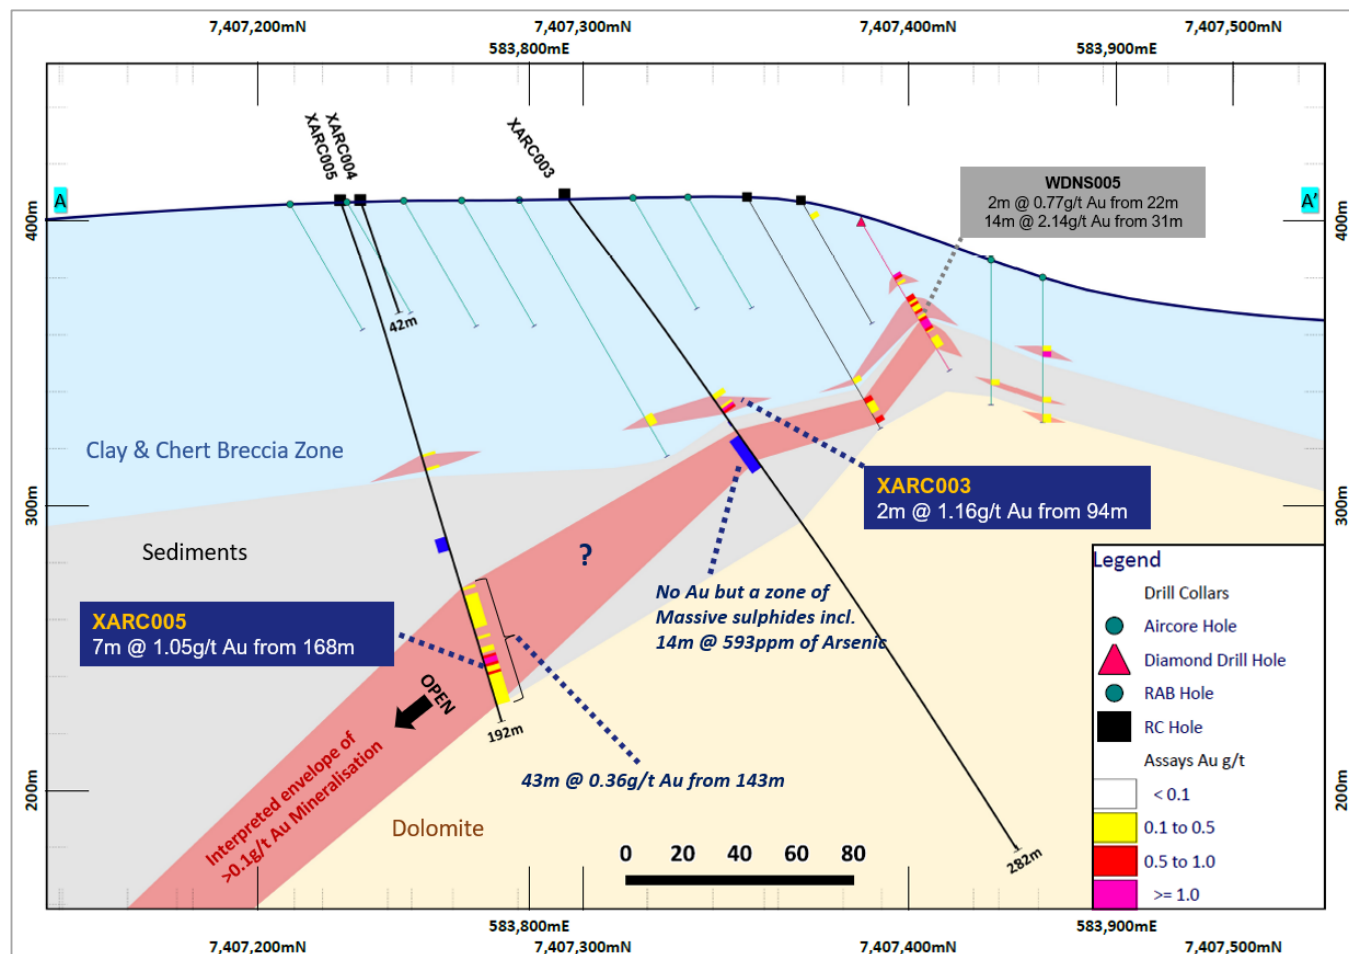 7,407,200mN 7,407,300mN 7,407,400mN 7,407,500mN
583,800mE 583,900mE
XARC005
XARC004
XARC003
A
A'
WDNS005
2m @ 0.77g/t Au from 22m
14m @ 2.14g/t Au from 31m
400m
400m
42m
Clay & Chert Breccia Zone
XARC003
2m @ 1.16g/t Au from 94m
300m
300m
Sediments
?
No Au but a zone of
Massive sulphides incl.
14m @ 593ppm of Arsenic
XARC005
7m @ 1.05g/t Au from 168m
OPEN
192m
43m @ 0.36g/t Au from 143m
Interpreted envelope of
>0.1g/t Au Mineralisation
200m
200m
Dolomite
0 20 40 60 80
282m
Legend
Drill Collars
Aircore Hole
Diamond Drill Hole
RAB Hole
RC Hole
Assays Au g/t
< 0.1
0.1 to 0.5
0.5 to 1.0
>= 1.0
583,800mE 583,900mE
7,407,200mN 7,407,300mN 7,407,400mN 7,407,500mN